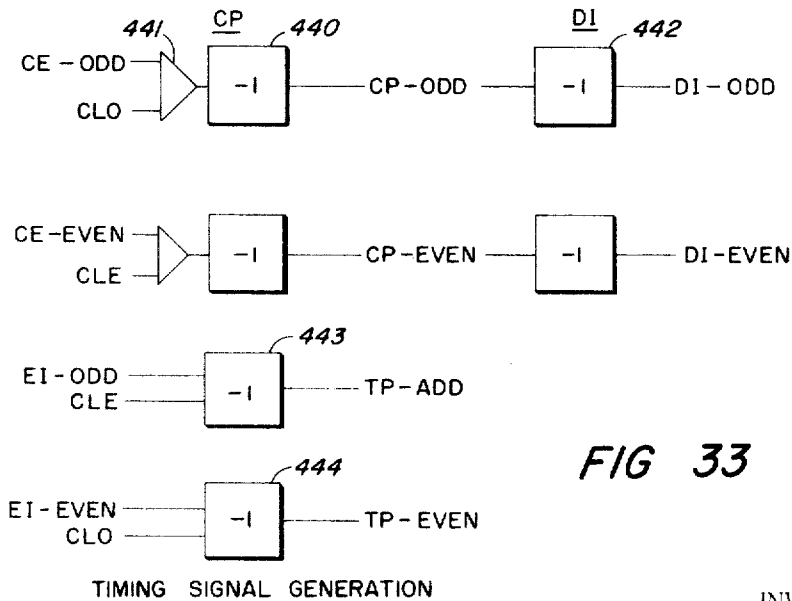 CP
DI
441
440
442
CE-ODD
CLO
-1
CP-ODD
-1
DI-ODD
CE-EVEN
CLE
-1
CP-EVEN
-1
DI-EVEN
443
EI-ODD
CLE
-1
TP-ADD
FIG 33
444
EI-EVEN
CLO
-1
TP-EVEN
TIMING SIGNAL GENERATION